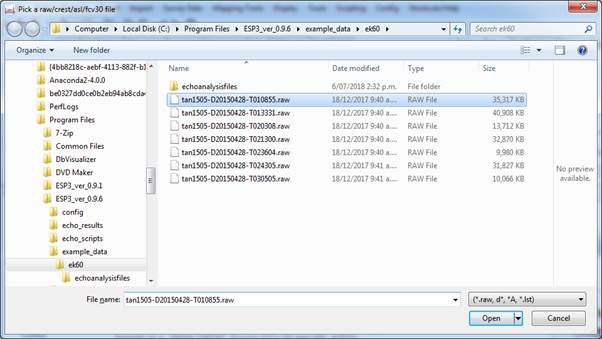 Pick a raw/crest/asl/fcv30 file
Computer ▸ Local Disk (C:) ▸ Program Files ▸ ESP3_ver_0.9.6 ▸ example_data ▸ ek60 ▸
Search ek60
Organize
New folder
Name
Date modified
Type
Size
echoanalysisfiles 6/07/2018 2:32 p.m. File folder
tan1505-D20150428-T010855.raw 18/12/2017 9:40 a.... RAW File 35,317 KB
tan1505-D20150428-T013331.raw 18/12/2017 9:40 a.... RAW File 40,908 KB
tan1505-D20150428-T020308.raw 18/12/2017 9:40 a.... RAW File 13,712 KB
tan1505-D20150428-T021300.raw 18/12/2017 9:40 a.... RAW File 32,870 KB
tan1505-D20150428-T023604.raw 18/12/2017 9:40 a.... RAW File 9,980 KB
tan1505-D20150428-T024305.raw 18/12/2017 9:41 a.... RAW File 31,827 KB
tan1505-D20150428-T030505.raw 18/12/2017 9:41 a.... RAW File 10,066 KB
{4bb8218c-aebf-4113-882f-b1
Anaconda2-4.0.0
be0327dd0ce0b2eb94ab8cda
PerfLogs
Program Files
7-Zip
Common Files
DbVisualizer
DVD Maker
ESP3_ver_0.9.1
ESP3_ver_0.9.6
config
echo_results
echo_scripts
example_data
ek60
echoanalysisfiles
No preview
available.
File name: tan1505-D20150428-T010855.raw
(*.raw, d*, *A, *.lst)
Open
Cancel